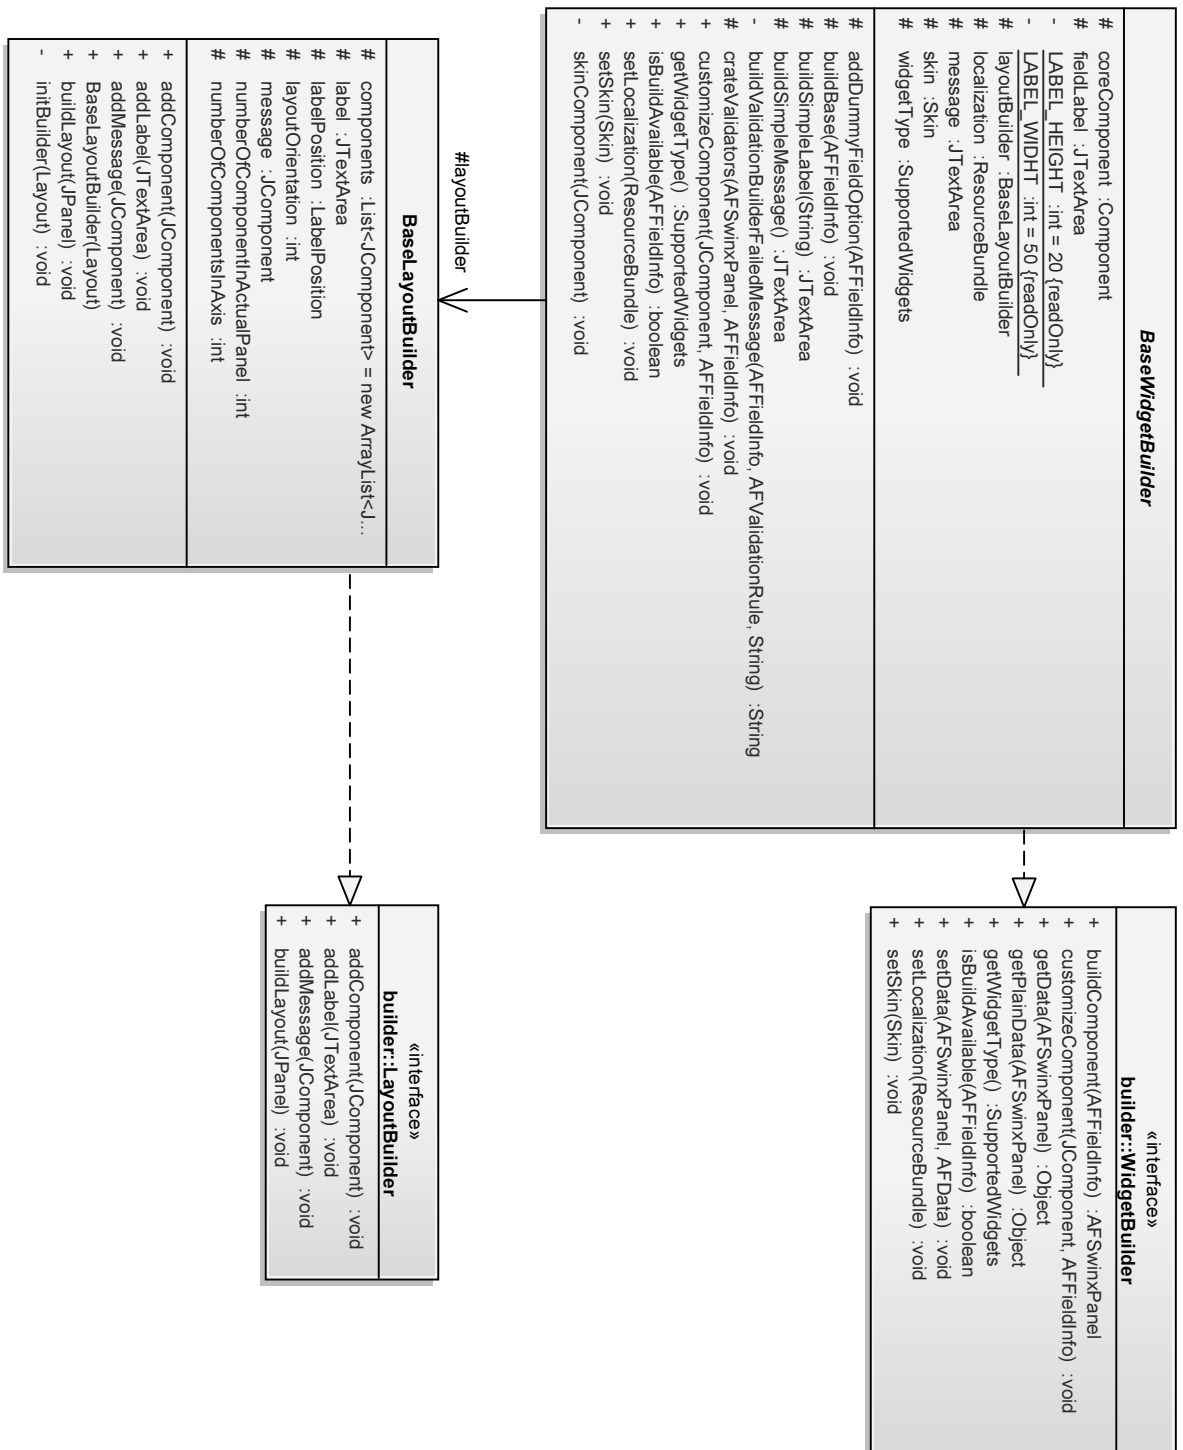 BaseWidgetBuilder
# coreComponent :Component
# fieldLabel :JTextArea
- LABEL_HEIGHT :int = 20 {readOnly}
- LABEL_WIDHT :int = 50 {readOnly}
# layoutBuilder :BaseLayoutBuilder
# localization :ResourceBundle
# message :JTextArea
# skin :Skin
# widgetType :SupportedWidgets
# addDummyFieldOption(AFFieldInfo) :void
# buildBase(AFFieldInfo) :void
# buildSimpleLabel(String) :JTextArea
# buildSimpleMessage() :JTextArea
- buildValidationBuilderFailedMessage(AFFieldInfo, AFValidationRule, String) :String
# crateValidators(AFSwinxPanel, AFFieldInfo) :void
+ customizeComponent(JComponent, AFFieldInfo) :void
+ getWidgetType() :SupportedWidgets
+ isBuildAvailable(AFFieldInfo) :boolean
+ setLocalization(ResourceBundle) :void
+ setSkin(Skin) :void
- skinComponent(JComponent) :void
«interface»
builder::WidgetBuilder
+ buildComponent(AFFieldInfo) :AFSwinxPanel
+ customizeComponent(JComponent, AFFieldInfo) :void
+ getData(AFSwinxPanel) :Object
+ getPlainData(AFSwinxPanel) :Object
+ getWidgetType() :SupportedWidgets
+ isBuildAvailable(AFFieldInfo) :boolean
+ setData(AFSwinxPanel, AFData) :void
+ setLocalization(ResourceBundle) :void
+ setSkin(Skin) :void
#layoutBuilder
BaseLayoutBuilder
# components :List<JComponent> = new ArrayList<J...
# label :JTextArea
# labelPosition :LabelPosition
# layoutOrientation :int
# message :JComponent
# numberOfComponentInActualPanel :int
# numberOfComponentsInAxis :int
+ addComponent(JComponent) :void
+ addLabel(JTextArea) :void
+ addMessage(JComponent) :void
+ BaseLayoutBuilder(Layout)
+ buildLayout(JPanel) :void
- initBuilder(Layout) :void
«interface»
builder::LayoutBuilder
+ addComponent(JComponent) :void
+ addLabel(JTextArea) :void
+ addMessage(JComponent) :void
+ buildLayout(JPanel) :void